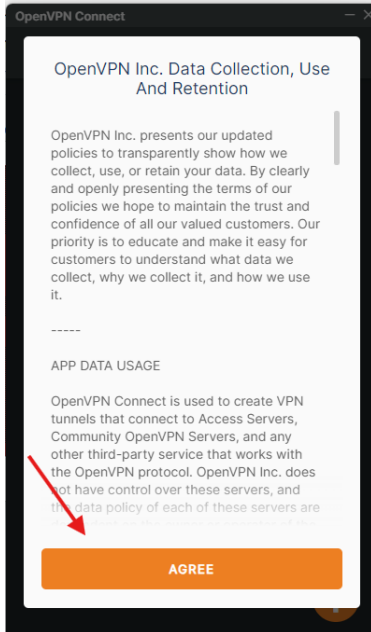 OpenVPN Connect
OpenVPN Inc. Data Collection, Use
And Retention
OpenVPN Inc. presents our updated
policies to transparently show how we
collect, use, or retain your data. By clearly
and openly presenting the terms of our
policies we hope to maintain the trust and
confidence of all our valued customers. Our
priority is to educate and make it easy for
customers to understand what data we
collect, why we collect it, and how we use
it.
-----
APP DATA USAGE
OpenVPN Connect is used to create VPN
tunnels that connect to Access Servers,
Community OpenVPN Servers, and any
other third-party service that works with
the OpenVPN protocol. OpenVPN Inc. does
not have control over these servers, and
the data policy of each of these servers are
AGREE